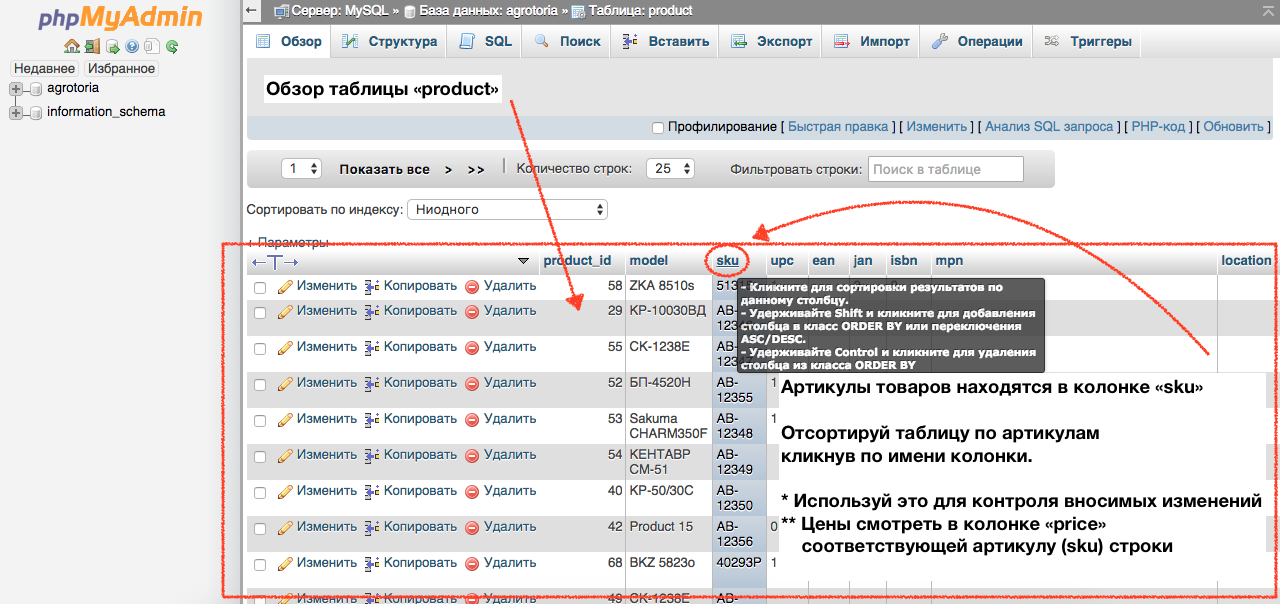 phpMyAdmin
Недавнее Избранное
agrotoria
information_schema
Сервер: MySQL » База данных: agrotoria » Таблица: product
Обзор Структура SQL Поиск Вставить Экспорт Импорт Операции Триггеры
Обзор таблицы «product»
Профилирование [ Быстрая правка ] [ Изменить ] [ Анализ SQL запроса ] [ PHP-код ] [ Обновить ]
1 Показать все > >> | Количество строк: 25 Фильтровать строки: Поиск в таблице
Сортировать по индексу: Ниодного
+ Параметры
←T→ product_id model sku upc ean jan isbn mpn location
Изменить Копировать Удалить 58 ZKA 8510s
- Кликните для сортировки результатов по
данному столбцу.
- Удерживайте Shift и кликните для добавления
столбца в класс ORDER BY или переключения
ASC/DESC.
- Удерживайте Control и кликните для удаления
столбца из класса ORDER BY
Изменить Копировать Удалить 29 КР-10030ВД AB-
Изменить Копировать Удалить 55 СК-1238Е AB-
Изменить Копировать Удалить 52 БП-4520Н AB- 1
12355
Изменить Копировать Удалить 53 Sakuma AB- 1
CHARM350F 12348
Изменить Копировать Удалить 54 КЕНТАВР AB-
СМ-51 12349
Изменить Копировать Удалить 40 КР-50/30С AB-
12350
Изменить Копировать Удалить 42 Product 15 AB- 0
12356
Изменить Копировать Удалить 68 BKZ 5823o 40293P 1
Изменить Копировать Удалить 49 СК-1238Е AB-
Артикулы товаров находятся в колонке «sku»
Отсортируй таблицу по артикулам
кликнув по имени колонки.
* Используй это для контроля вносимых изменений
** Цены смотреть в колонке «price»
соответствующей артикулу (sku) строки